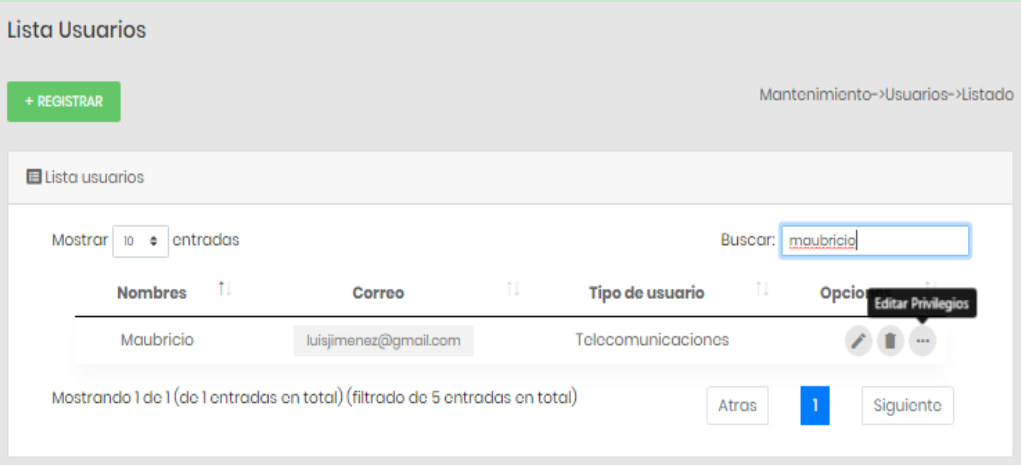 Lista Usuarios
+ REGISTRAR
Mantenimiento->Usuarios->Listado
Lista usuarios
Mostrar 10 entradas
Buscar: maubricio
Nombres Correo Tipo de usuario Opciones
Editar Privilegios
Maubricio luisjimenez@gmail.com Telecomunicaciones
Mostrando 1 de 1 (de 1 entradas en total) (filtrado de 5 entradas en total)
Atras 1 Siguiente